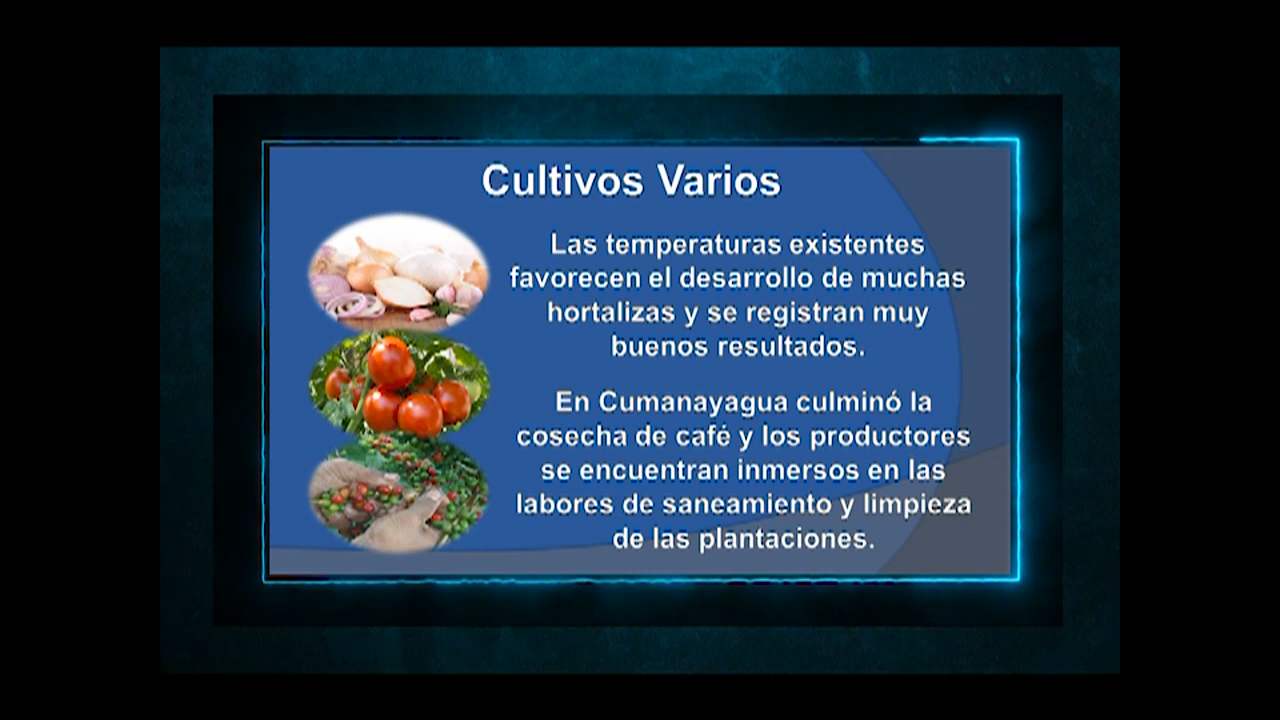 Cultivos Varios
Las temperaturas existentes
favorecen el desarrollo de muchas
hortalizas y se registran muy
buenos resultados.
En Cumanayagua culminó la
cosecha de café y los productores
se encuentran inmersos en las
labores de saneamiento y limpieza
de las plantaciones.